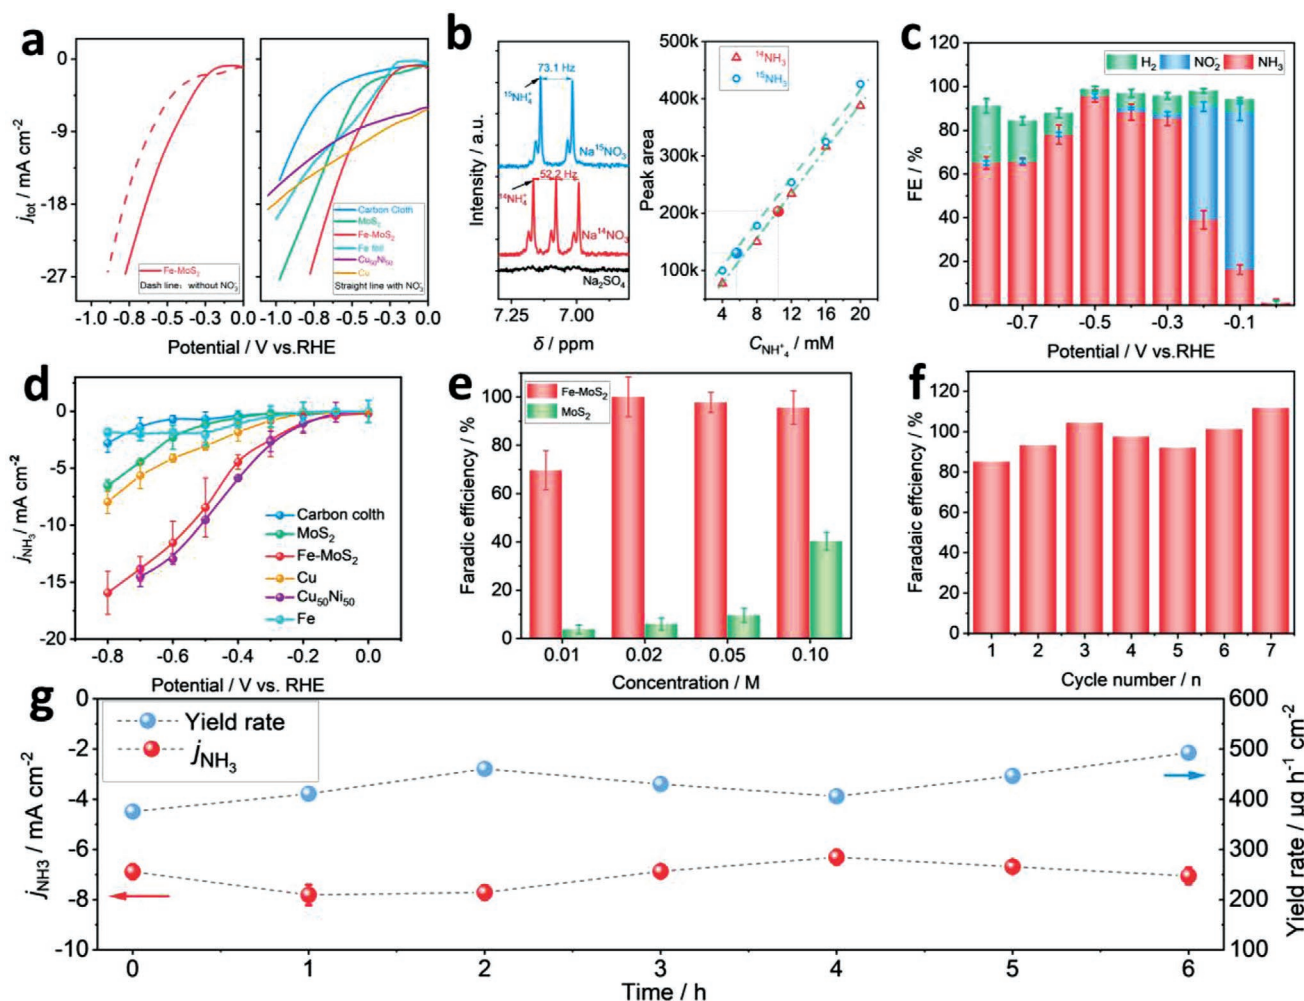 a
j_tot / mA cm⁻²
0
-9
-18
-27
Fe-MoS₂
Dash line: without NO₃⁻
Carbon Cloth
MoS₂
Fe-MoS₂
Fe foil
Cu₅₀Ni₅₀
Cu
Straight line with NO₃⁻
-1.0 -0.8 -0.5 -0.3 0.0
-1.0 -0.8 -0.5 -0.3 0.0
Potential / V vs.RHE
b
Intensity / a.u.
73.1 Hz
¹⁵NH₄⁺
Na¹⁵NO₃
52.2 Hz
¹⁴NH₄⁺
Na¹⁴NO₃
Na₂SO₄
7.25 7.00
δ / ppm
Peak area
500k
400k
300k
200k
100k
¹⁴NH₃
¹⁵NH₃
4 8 12 16 20
C_NH⁺₄ / mM
c
FE / %
120
100
80
60
40
20
0
H₂ NO₂⁻ NH₃
-0.7 -0.5 -0.3 -0.1
Potential / V vs.RHE
d
j_NH₃ / mA cm⁻²
0
-5
-10
-15
-20
Carbon colth
MoS₂
Fe-MoS₂
Cu
Cu₅₀Ni₅₀
Fe
-0.8 -0.6 -0.4 -0.2 0.0
Potential / V vs. RHE
e
Faradic efficiency / %
100
80
60
40
20
0
Fe-MoS₂
MoS₂
0.01 0.02 0.05 0.10
Concentration / M
f
Faradaic effciency / %
120
100
80
60
40
20
0
1 2 3 4 5 6 7
Cycle number / n
g
j_NH3 / mA cm⁻²
0
-2
-4
-6
-8
-10
Yield rate
j_NH₃
600
500
400
300
200
100
Yield rate / µg h⁻¹ cm⁻²
0 1 2 3 4 5 6
Time / h